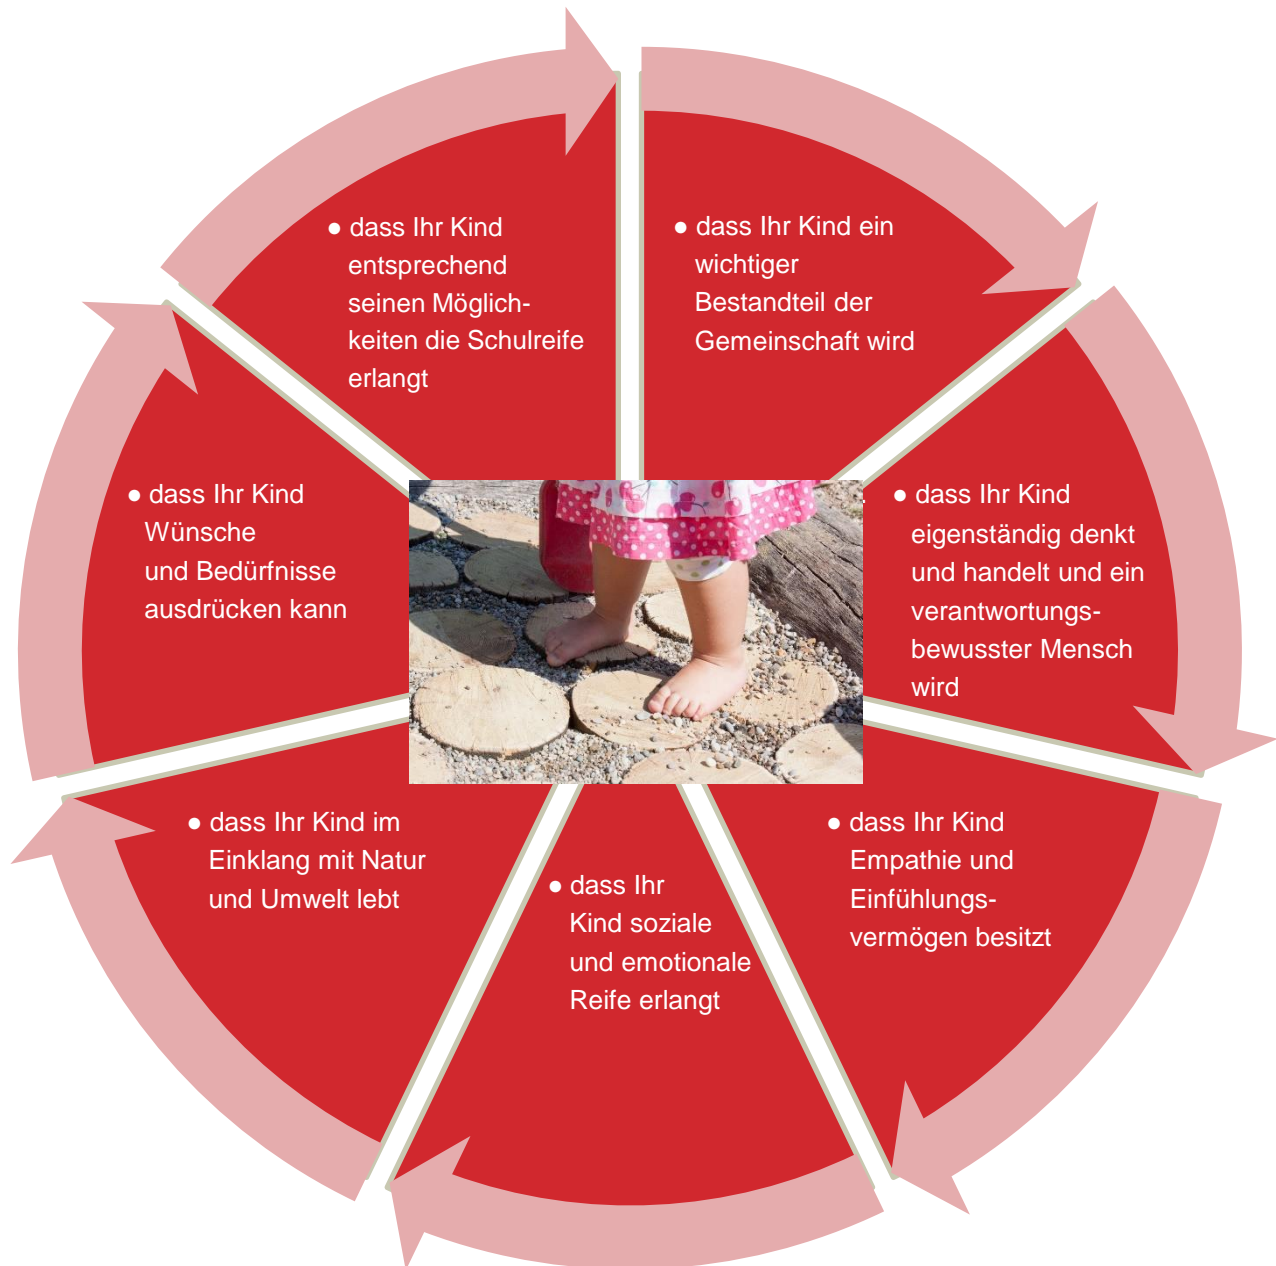 ● dass Ihr Kind
entsprechend
seinen Möglich-
keiten die Schulreife
erlangt
● dass Ihr Kind ein
wichtiger
Bestandteil der
Gemeinschaft wird
● dass Ihr Kind
eigenständig denkt
und handelt und ein
verantwortungs-
bewusster Mensch
wird
● dass Ihr Kind
Empathie und
Einfühlungs-
vermögen besitzt
● dass Ihr
Kind soziale
und emotionale
Reife erlangt
● dass Ihr Kind im
Einklang mit Natur
und Umwelt lebt
● dass Ihr Kind
Wünsche
und Bedürfnisse
ausdrücken kann